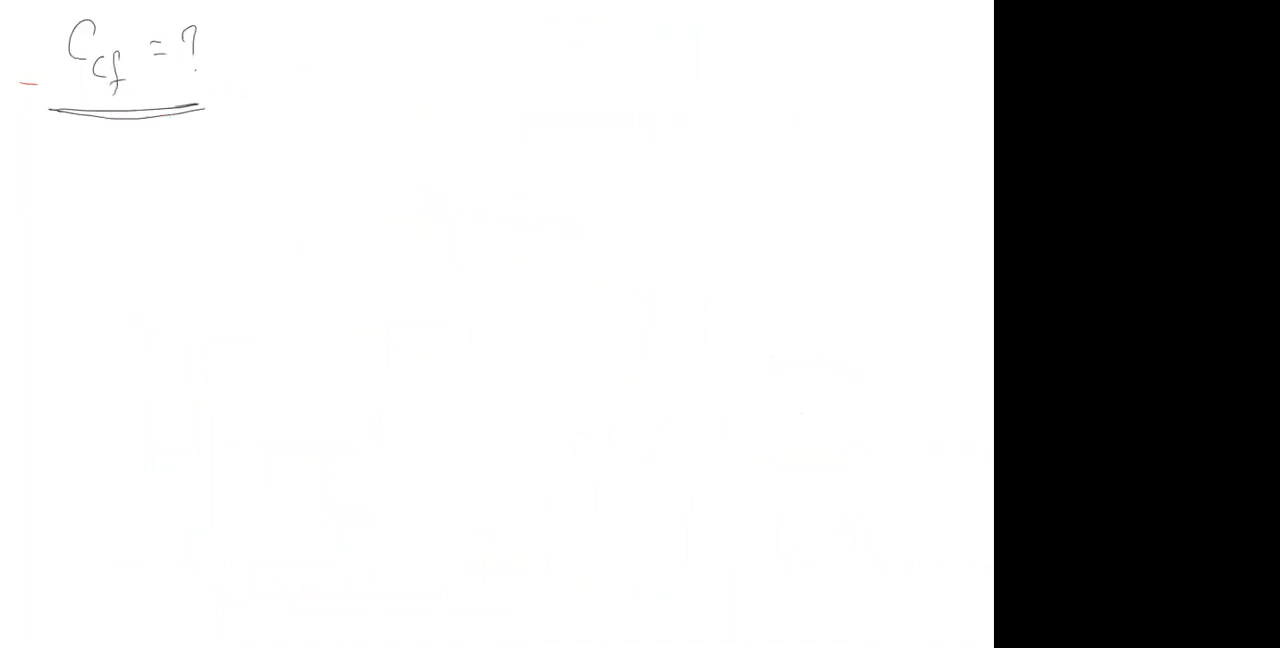 C_cf = ?